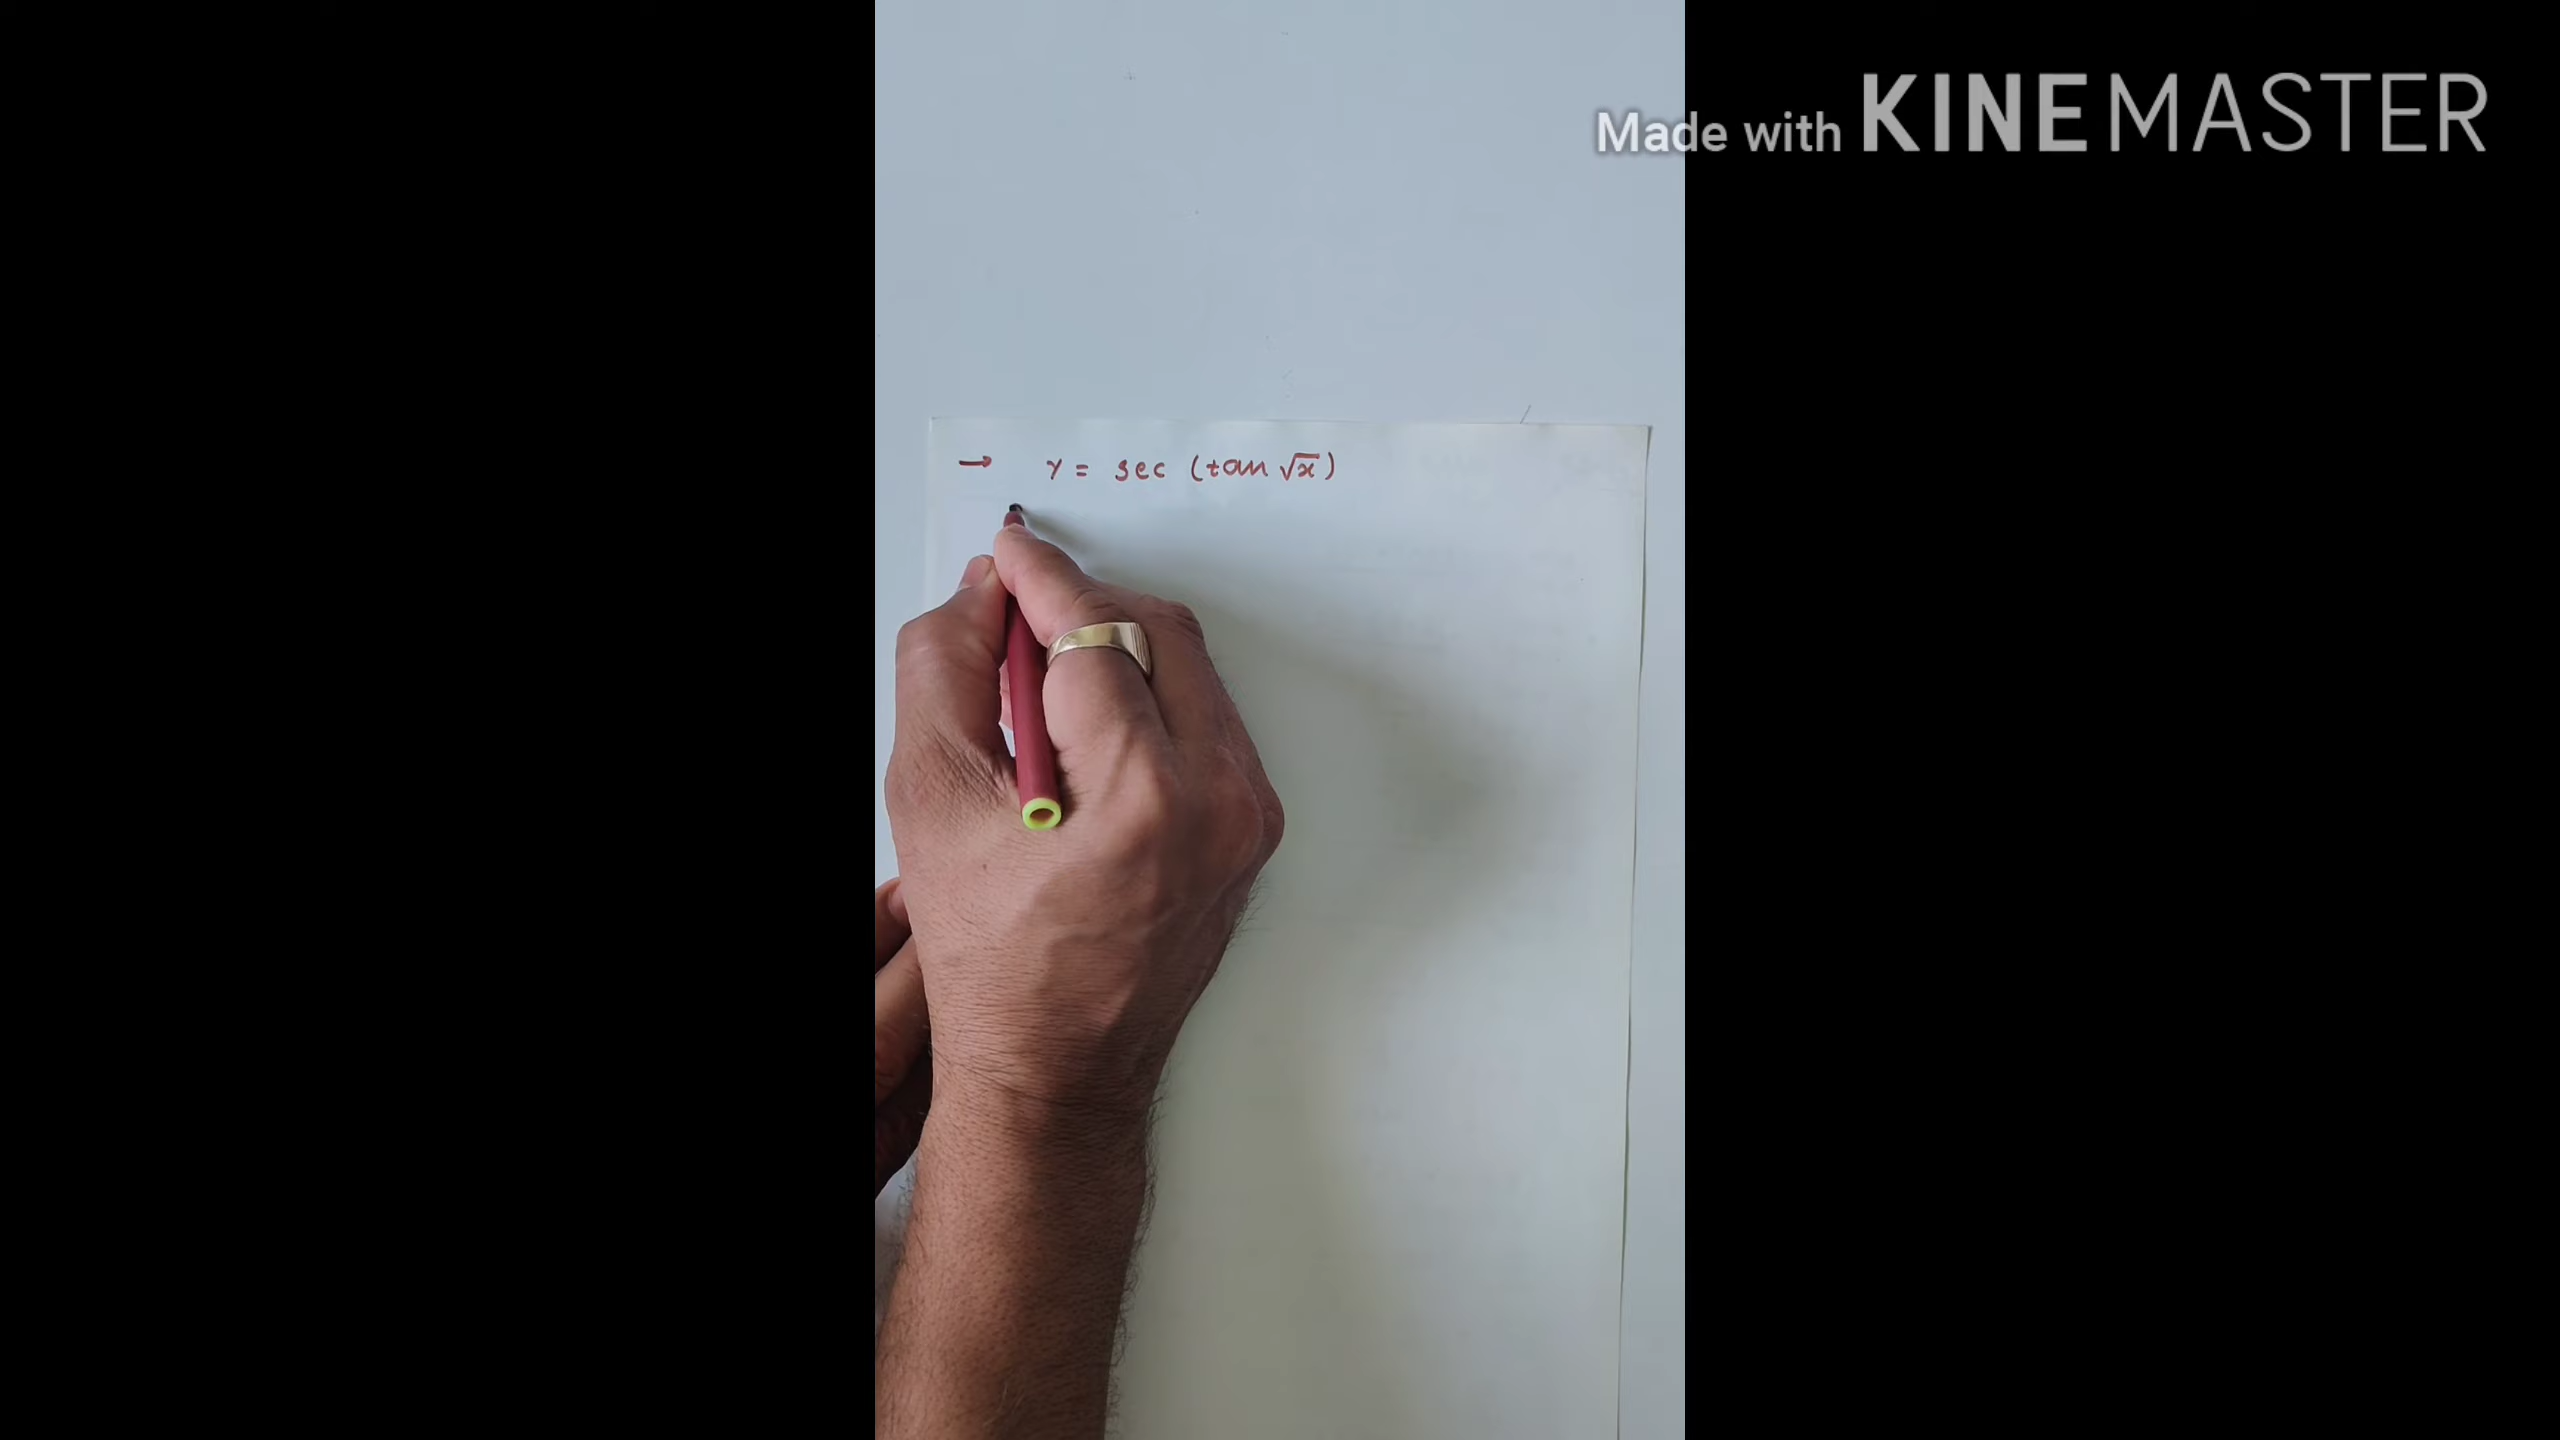 Made with KINEMASTER
→ y = sec (tan √x)